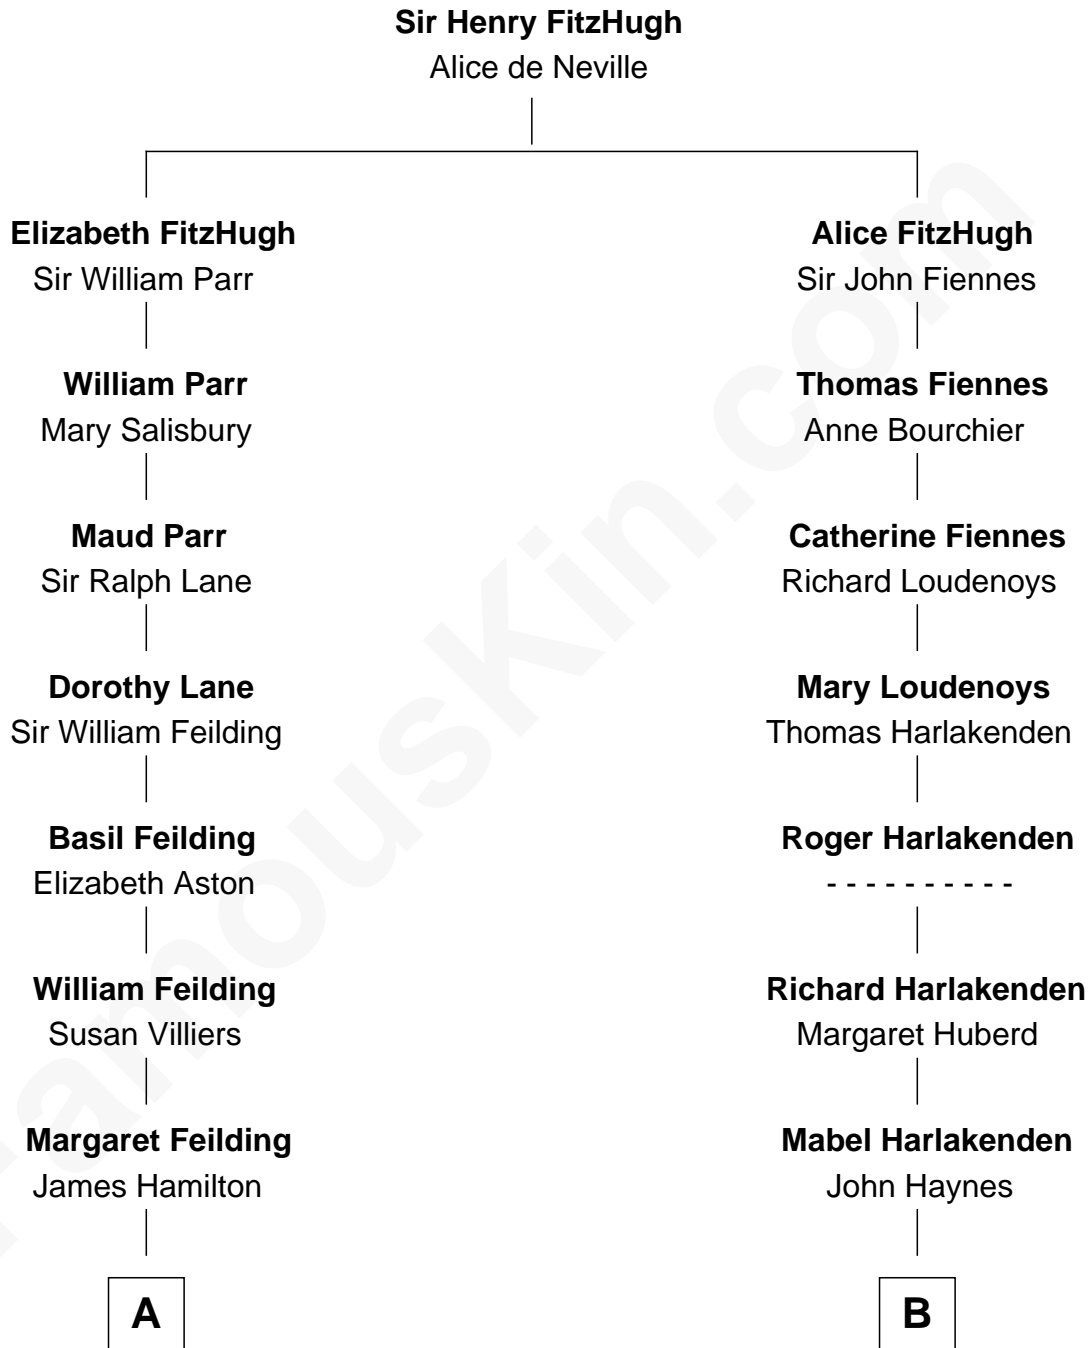 Sir Henry FitzHugh
Alice de Neville
Elizabeth FitzHugh
Sir William Parr
Alice FitzHugh
Sir John Fiennes
William Parr
Mary Salisbury
Thomas Fiennes
Anne Bourchier
Maud Parr
Sir Ralph Lane
Catherine Fiennes
Richard Loudenoys
Dorothy Lane
Sir William Feilding
Mary Loudenoys
Thomas Harlakenden
Basil Feilding
Elizabeth Aston
Roger Harlakenden
- - - - - - - - - -
William Feilding
Susan Villiers
Richard Harlakenden
Margaret Huberd
Margaret Feilding
James Hamilton
Mabel Harlakenden
John Haynes
A
B
FamousKin.com